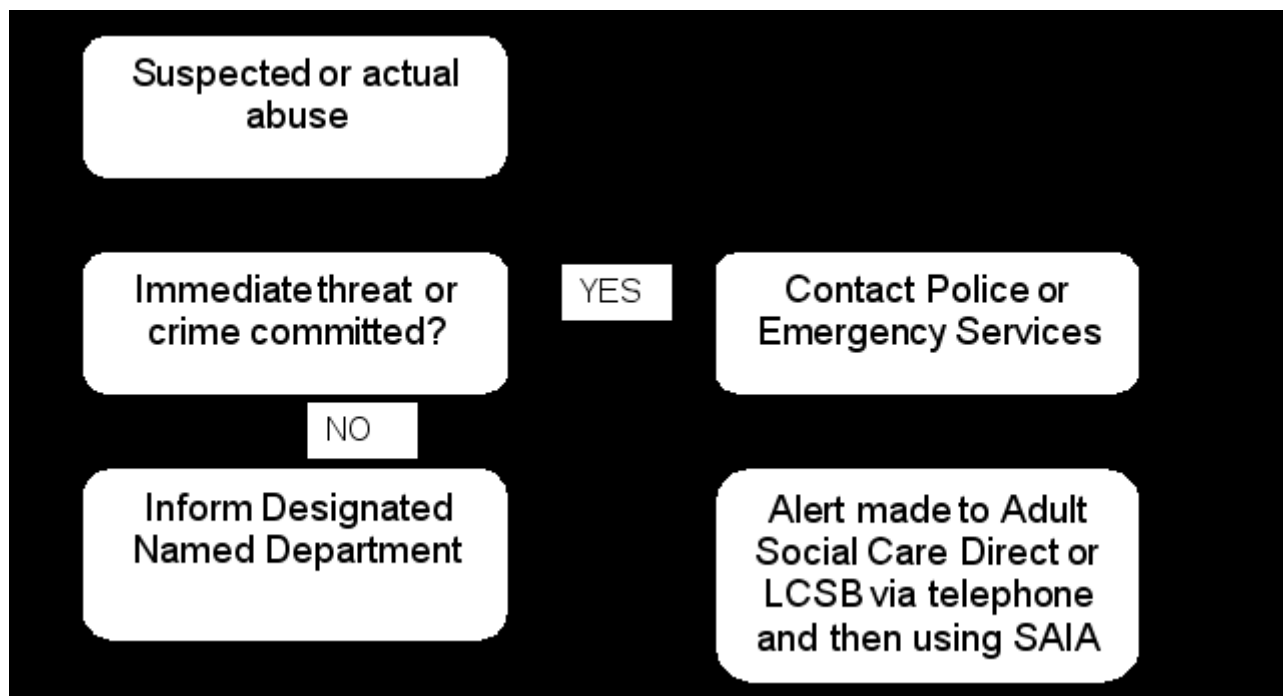 Suspected or actual
abuse
Immediate threat or
crime committed?
YES
Contact Police or
Emergency Services
NO
Inform Designated
Named Department
Alert made to Adult
Social Care Direct or
LCSB via telephone
and then using SAIA